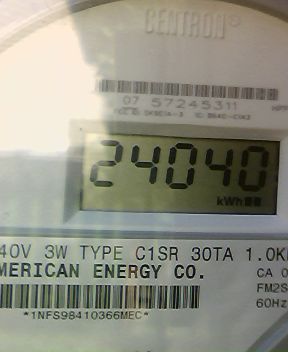 CENTRON®
07 57245311
24040
kWh
40V 3W TYPE C1SR 30TA 1.0K
MERICAN ENERGY CO.
CA 0
FM2S
60Hz
*1NFS98410366MEC*